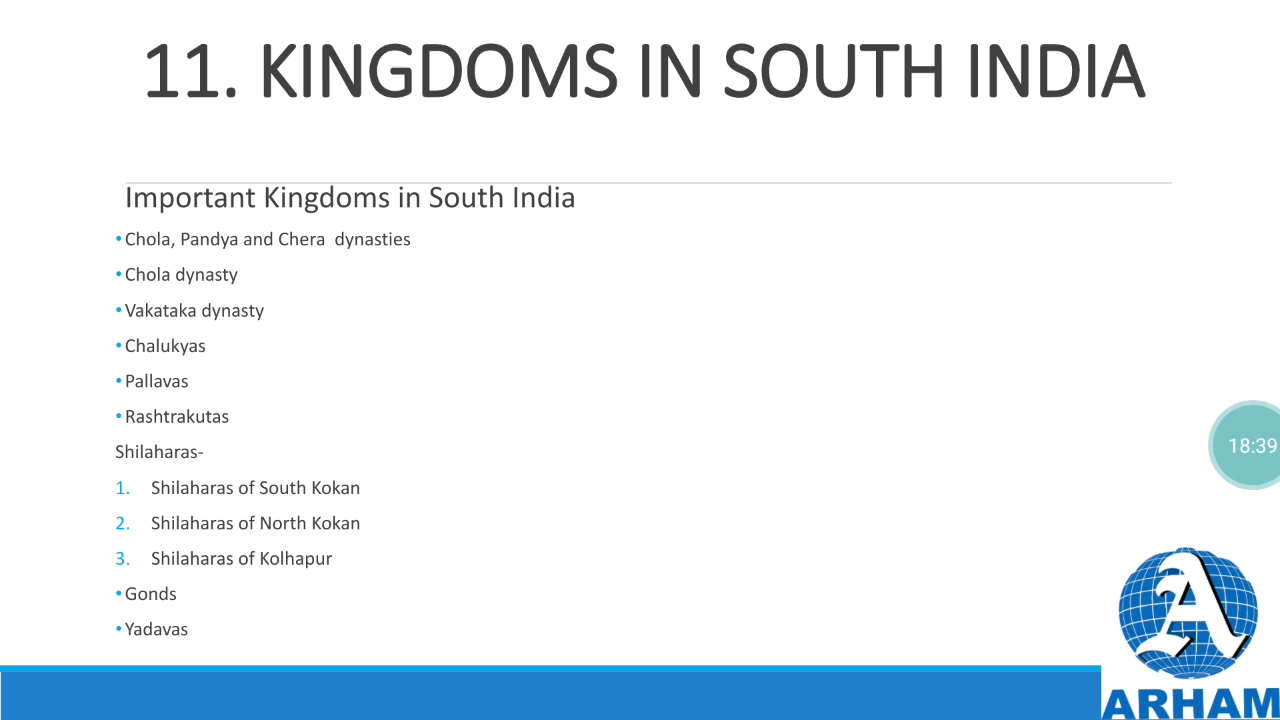 11. KINGDOMS IN SOUTH INDIA
Important Kingdoms in South India
•Chola, Pandya and Chera dynasties
•Chola dynasty
•Vakataka dynasty
•Chalukyas
•Pallavas
•Rashtrakutas
Shilaharas-
1. Shilaharas of South Kokan
2. Shilaharas of North Kokan
3. Shilaharas of Kolhapur
•Gonds
•Yadavas
18:39
A
ARHAM